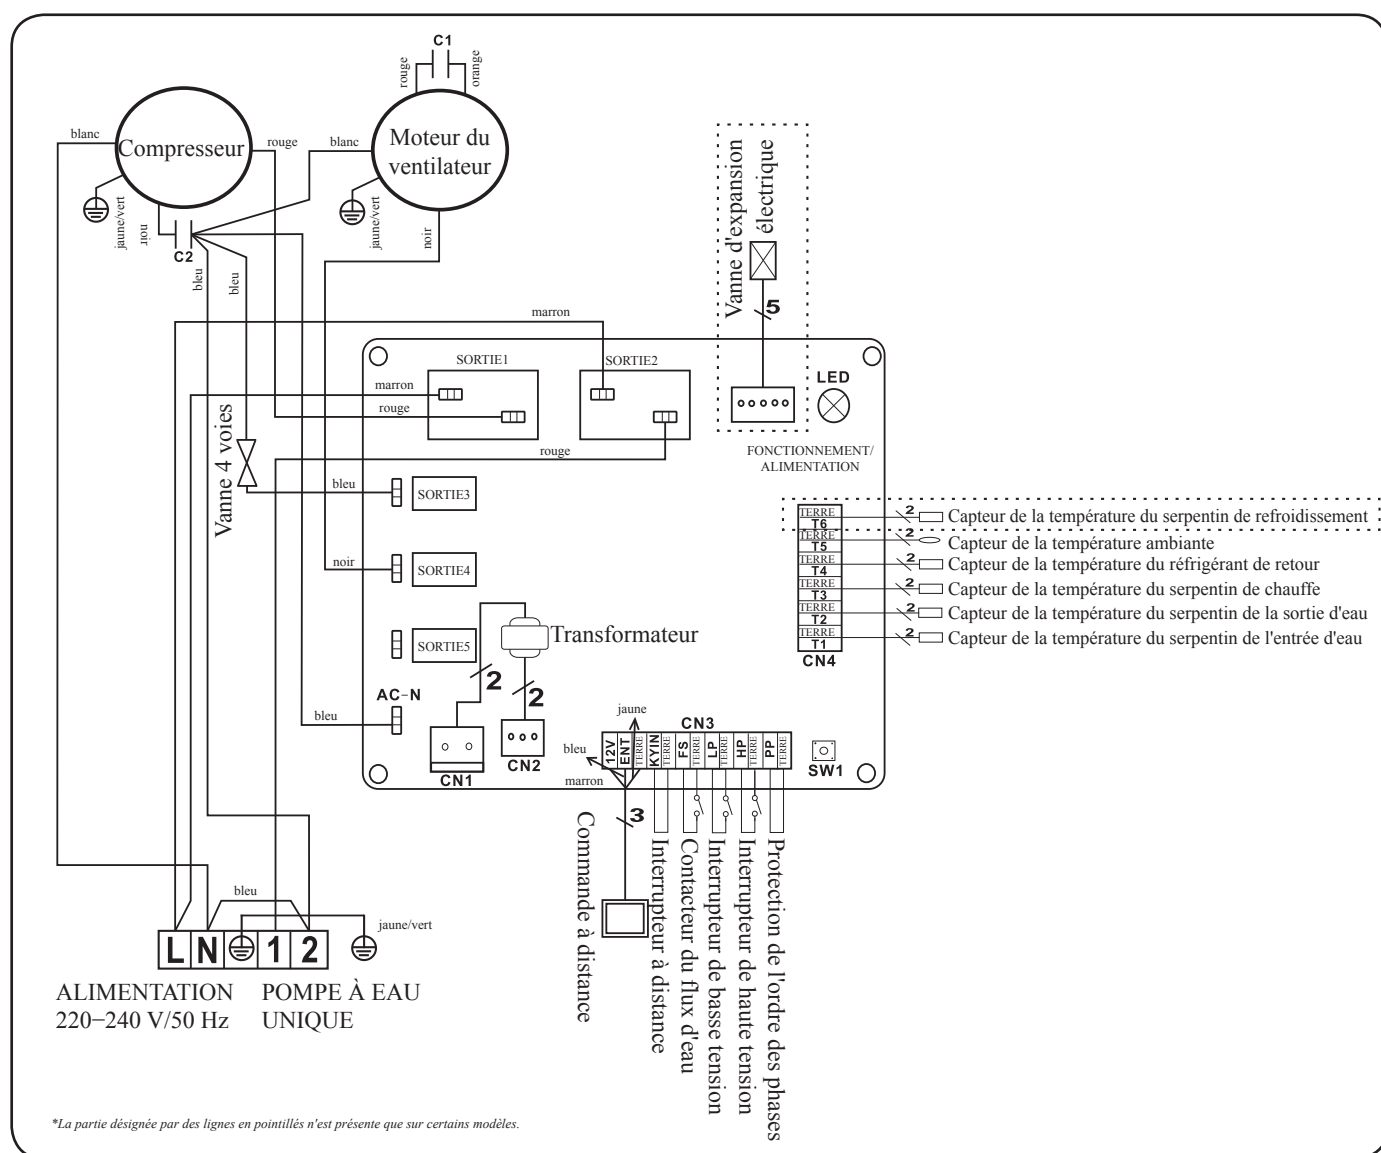 C1
rouge
orange
Compresseur
Moteur du
ventilateur
blanc
rouge
blanc
jaune/vert
noir
C2
jaune/vert
noir
bleu
bleu
Vanne d'expansion
électrique
5
marron
SORTIE1
SORTIE2
LED
marron
rouge
rouge
FONCTIONNEMENT/
ALIMENTATION
Vanne 4 voies
bleu
SORTIE3
noir
SORTIE4
SORTIE5
Transformateur
2
2
AC-N
bleu
CN1
CN2
TERRE
T6
TERRE
T5
TERRE
T4
TERRE
T3
TERRE
T2
TERRE
T1
CN4
2 Capteur de la température du serpentin de refroidissement
2 Capteur de la température ambiante
2 Capteur de la température du réfrigérant de retour
2 Capteur de la température du serpentin de chauffe
2 Capteur de la température du serpentin de la sortie d'eau
2 Capteur de la température du serpentin de l'entrée d'eau
jaune
CN3
bleu
marron
12V
ENT
TERRE
KYIN
TERRE
FS
TERRE
LP
TERRE
HP
TERRE
PP
TERRE
SW1
3
Commande à distance
Interrupteur à distance
Contacteur du flux d'eau
Interrupteur de basse tension
Interrupteur de haute tension
Protection de l'ordre des phases
bleu
jaune/vert
L N 1 2
ALIMENTATION
220−240 V/50 Hz
POMPE À EAU
UNIQUE
*La partie désignée par des lignes en pointillés n'est présente que sur certains modèles.